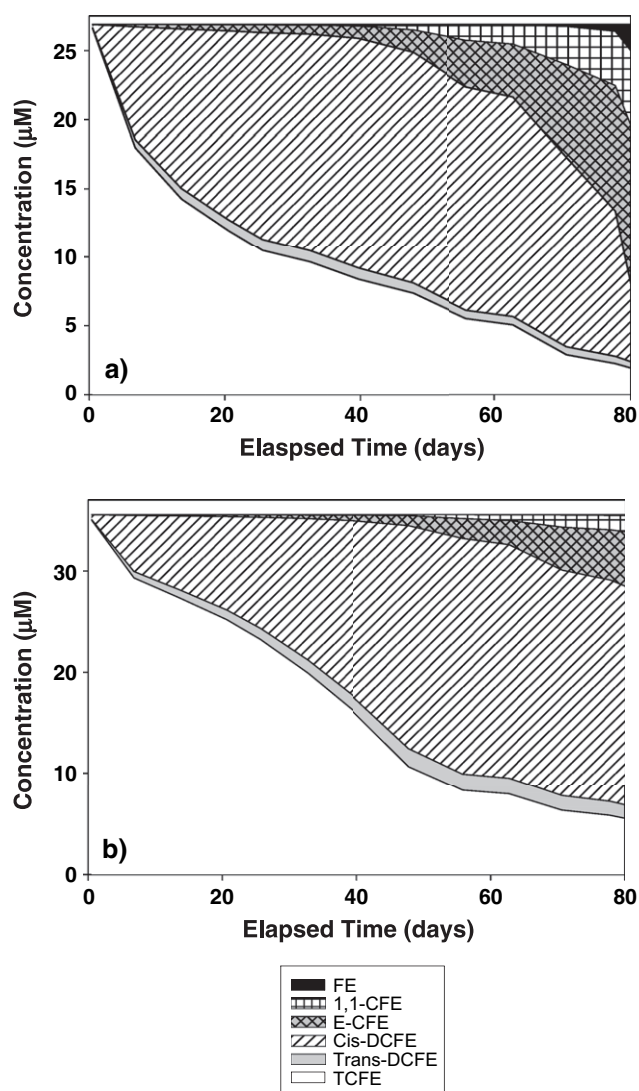 25
20
15
10
5
0
Concentration (µM)
a)
0 20 40 60 80
Elaspsed Time (days)
30
20
10
0
Concentration (µM)
b)
0 20 40 60 80
Elapsed Time (days)
FE
1,1-CFE
E-CFE
Cis-DCFE
Trans-DCFE
TCFE